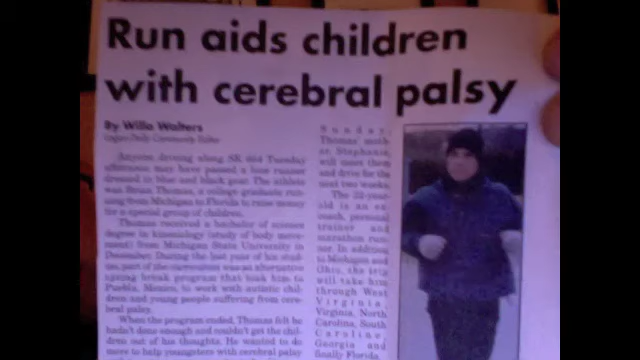 Run aids children
with cerebral palsy
By Willa Walters
Community Editor
Anyone driving along SR 664 Tuesday
afternoon may have passed a lone runner
dressed in blue and black gear. The athlete
was Brian Thomas, a college graduate run-
ning from Michigan to Florida to raise money
for a special group of children.
Thomas received a bachelor of science
degree in kinesiology (study of body move-
ment) from Michigan State University in
December. During the last year of his stud-
ies, part of the curriculum was an alternative
spring break program that took him to
Puebla, Mexico, to work with autistic chil-
dren and young people suffering from cere-
bral palsy.
When the program ended, Thomas felt he
hadn't done enough and couldn't get the chil-
dren out of his thoughts. He wanted to do
more to help youngsters with cerebral palsy
Sunday.
Thomas' moth-
er, Stephanie,
will meet them
and drive for the
next two weeks.
The 22-year-
old is an ex-
coach, personal
trainer and
marathon run-
ner. In addition
to Michigan and
Ohio, the trip
will take him
through West
Virginia,
Virginia, North
Carolina, South
Carolina,
Georgia and
finally Florida.